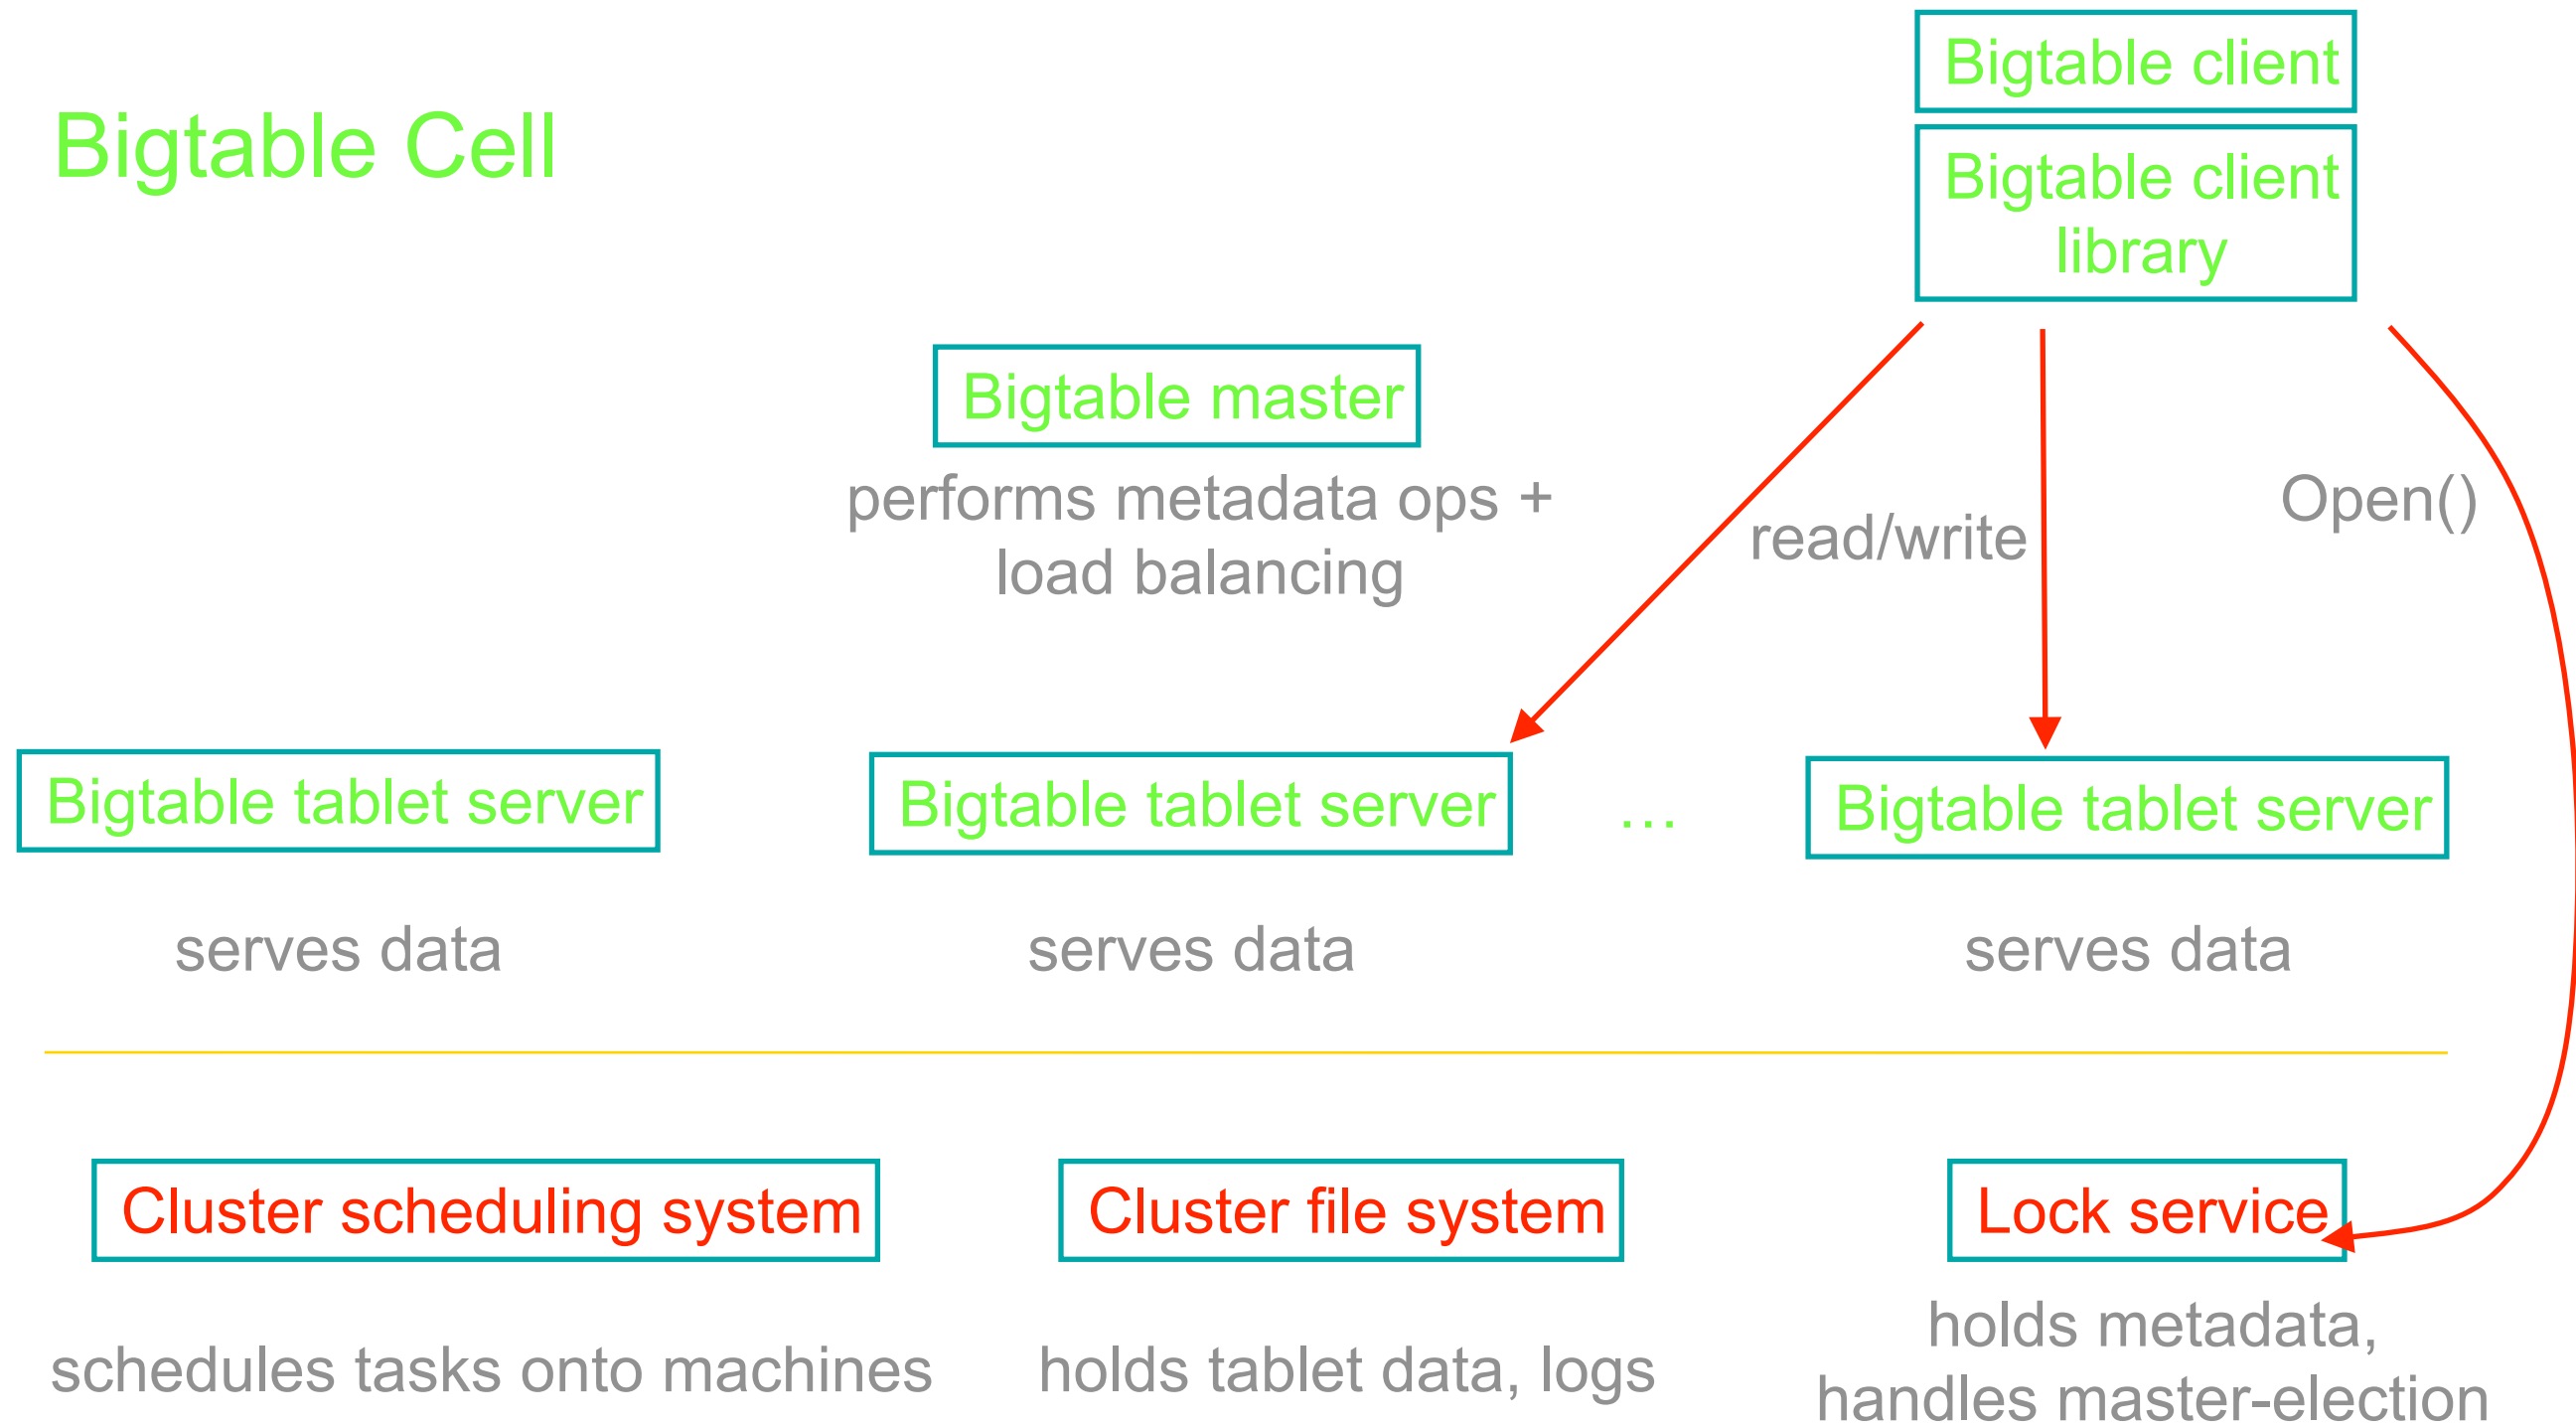 Bigtable Cell
Bigtable client
Bigtable client
library
Bigtable master
performs metadata ops +
load balancing
read/write
Open()
Bigtable tablet server
Bigtable tablet server
…
Bigtable tablet server
serves data
serves data
serves data
Cluster scheduling system
Cluster file system
Lock service
schedules tasks onto machines
holds tablet data, logs
holds metadata,
handles master-election